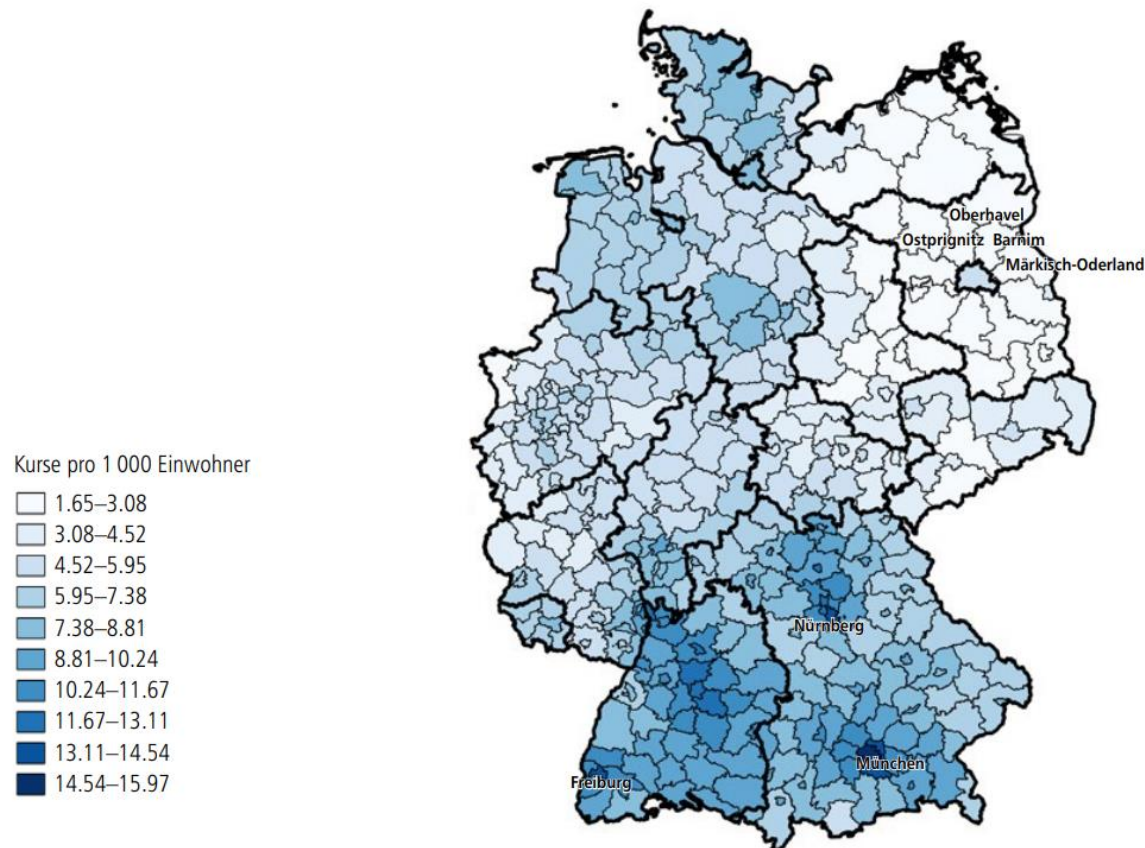 Oberhavel
Ostprignitz Barnim
Märkisch-Oderland
Kurse pro 1 000 Einwohner
1.65–3.08
3.08–4.52
4.52–5.95
5.95–7.38
7.38–8.81
8.81–10.24
10.24–11.67
11.67–13.11
13.11–14.54
14.54–15.97
Nürnberg
München
Freiburg